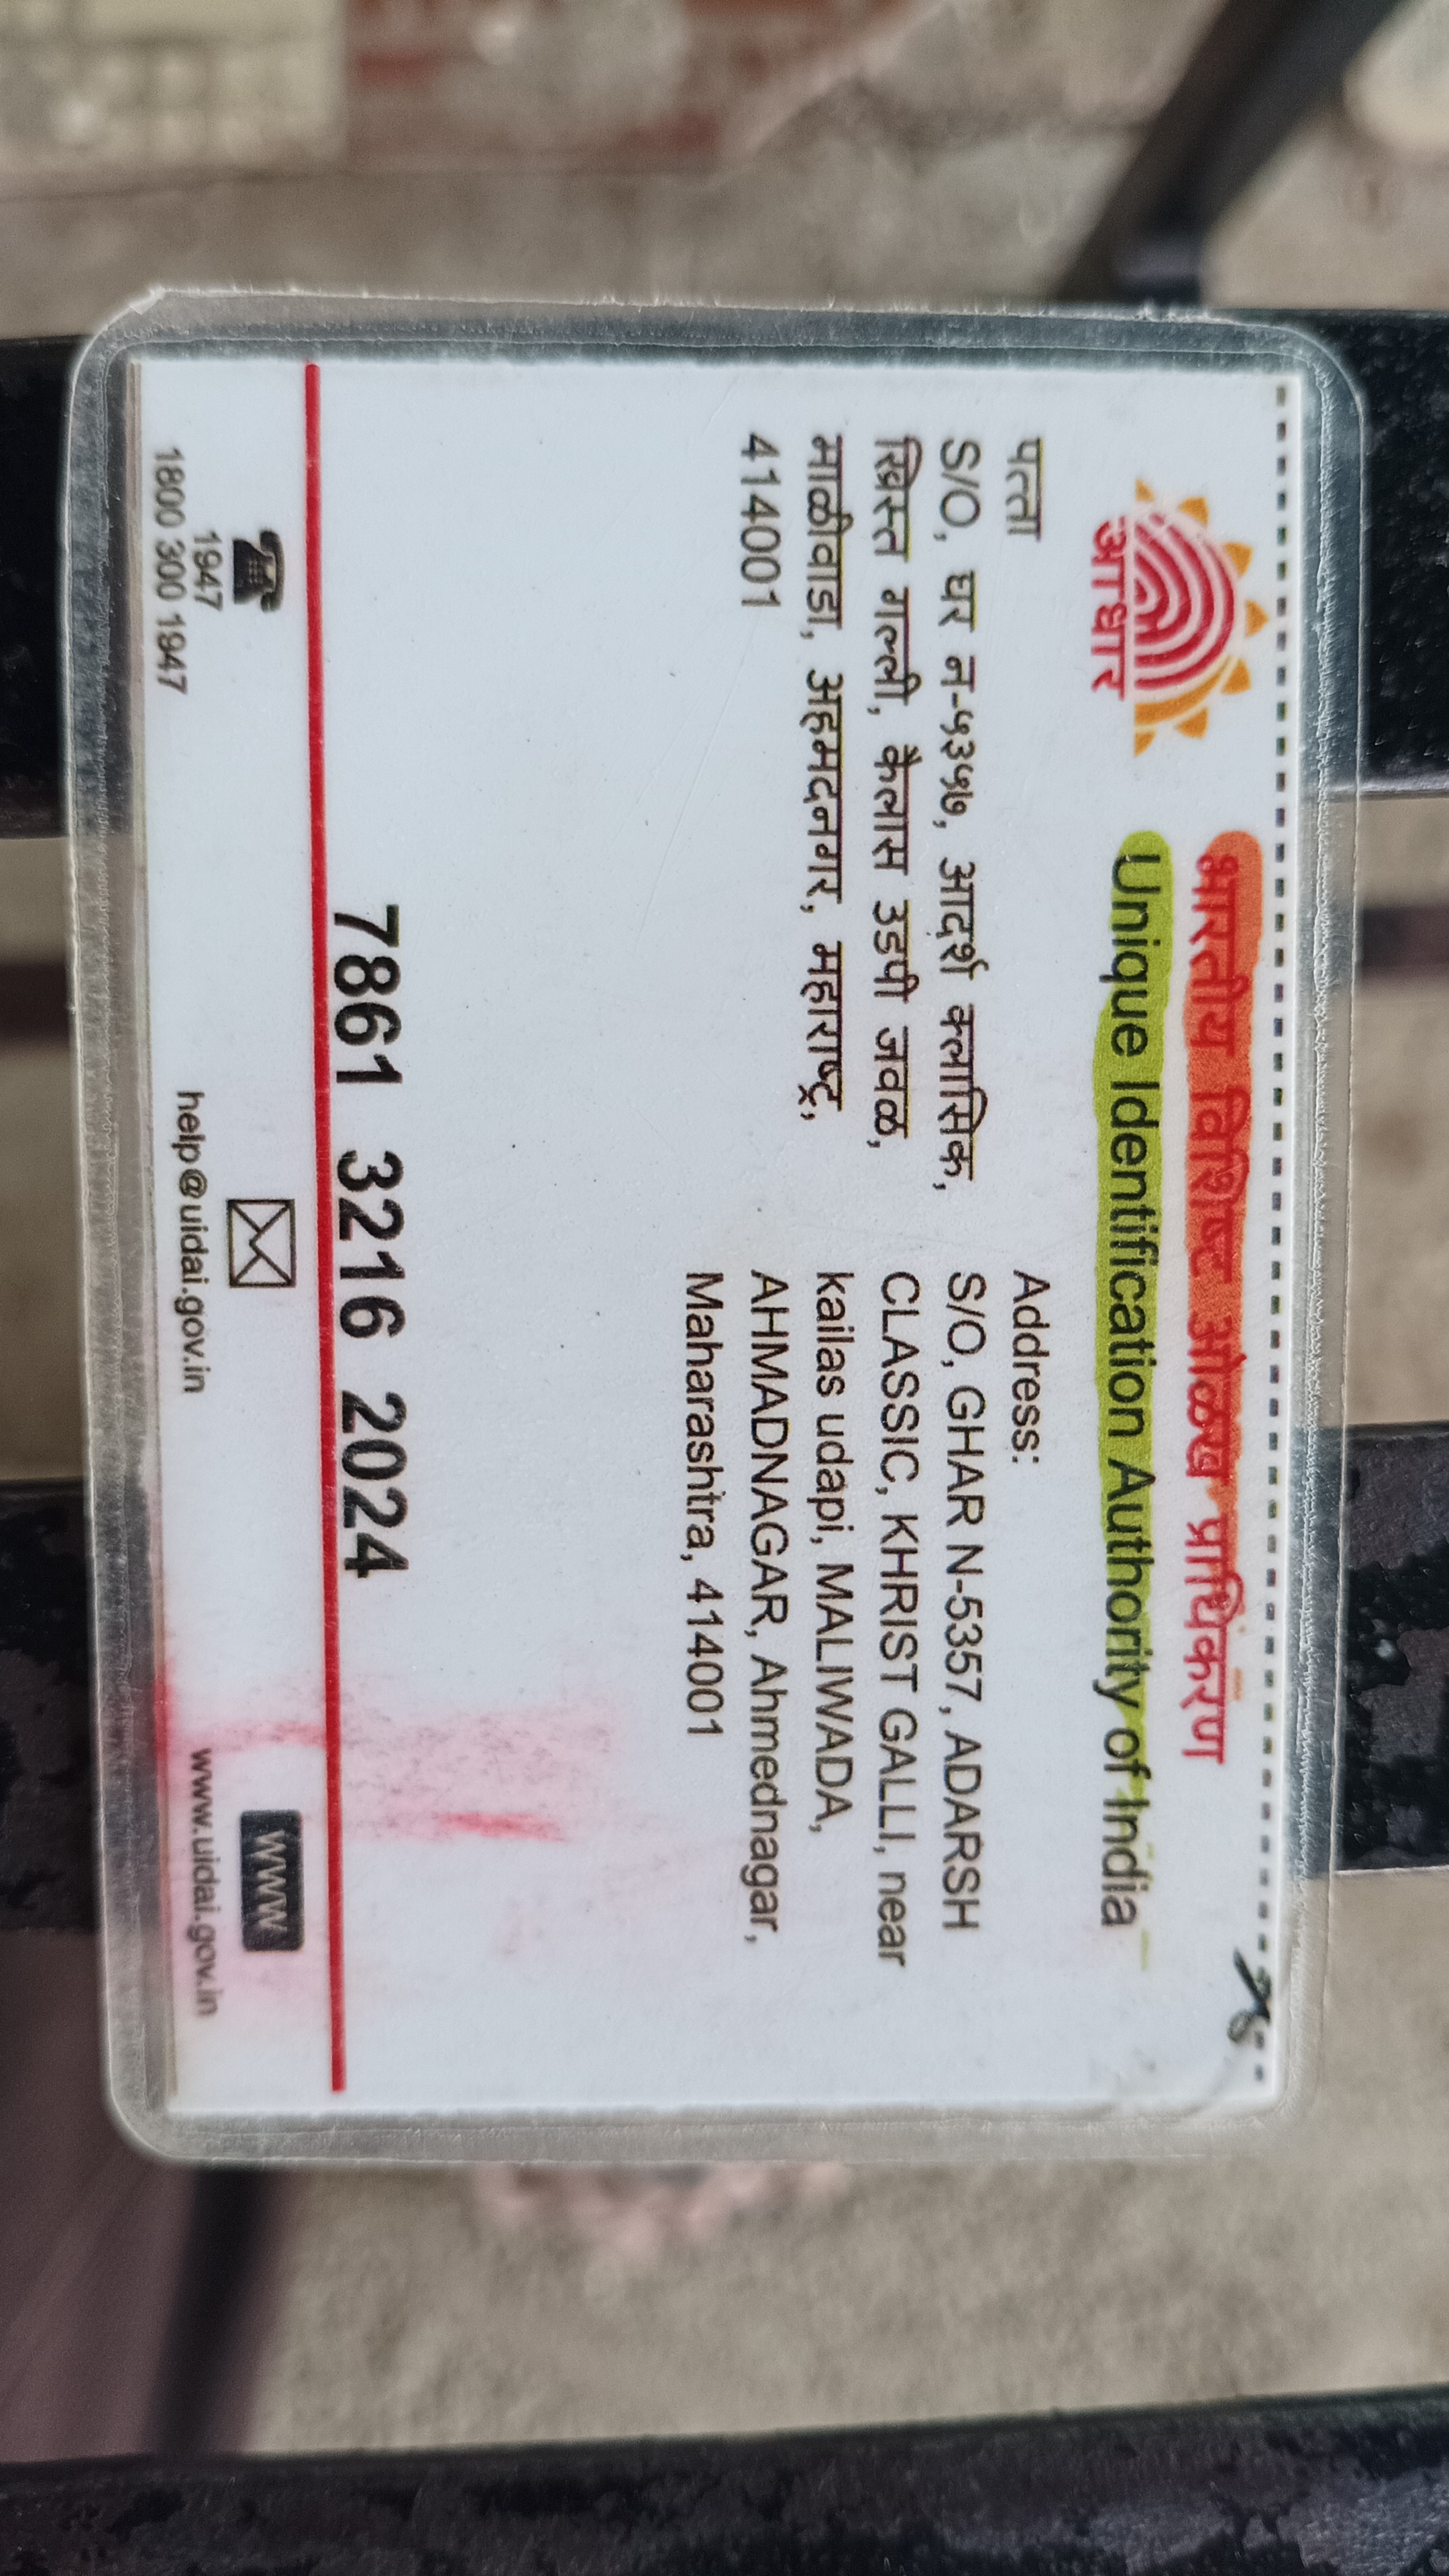 आधार
भारतीय विशिष्ट ओळख प्राधिकरण
Unique Identification Authority of India
पत्ता
S/O, घर न-५३५७, आदर्श क्लासिक,
ख्रिस्त गल्ली, कैलास उडपी जवळ,
माळीवाडा, अहमदनगर, महाराष्ट्र,
414001
Address:
S/O, GHAR N-5357, ADARSH
CLASSIC, KHRIST GALLI, near
kailas udapi, MALIWADA,
AHMADNAGAR, Ahmednagar,
Maharashtra, 414001
7861 3216 2024
1947
1800 300 1947
help@uidai.gov.in
WWW
www.uidai.gov.in